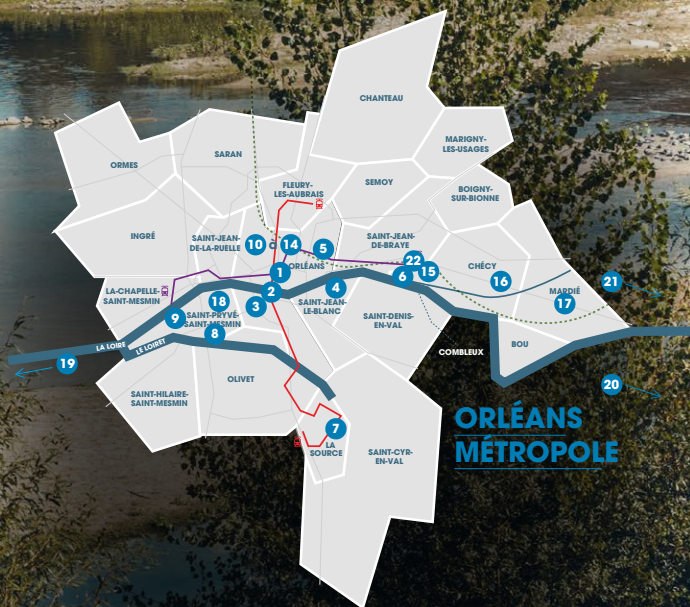 CHANTEAU
MARIGNY-
LES-USAGES
SARAN
ORMES
FLEURY-
LES-AUBRAIS
SEMOY
BOIGNY-
SUR-BIONNE
INGRÉ
SAINT-JEAN-
DE-LA-RUELLE
10
14
5
SAINT-JEAN-
DE-BRAYE
22
15
6
CHÉCY
16
21
ORLÉANS
1
2
4
LA-CHAPELLE-
SAINT-MESMIN
18
3
SAINT-JEAN-
LE-BLANC
MARDIÉ
17
9
SAINT-PRYVÉ-
SAINT-MESMIN
8
SAINT-DENIS-
EN-VAL
LA LOIRE
LE LOIRET
COMBLEUX
BOU
19
OLIVET
20
SAINT-HILAIRE-
SAINT-MESMIN
7
LA
SOURCE
SAINT-CYR-
EN-VAL
ORLÉANS
MÉTROPOLE